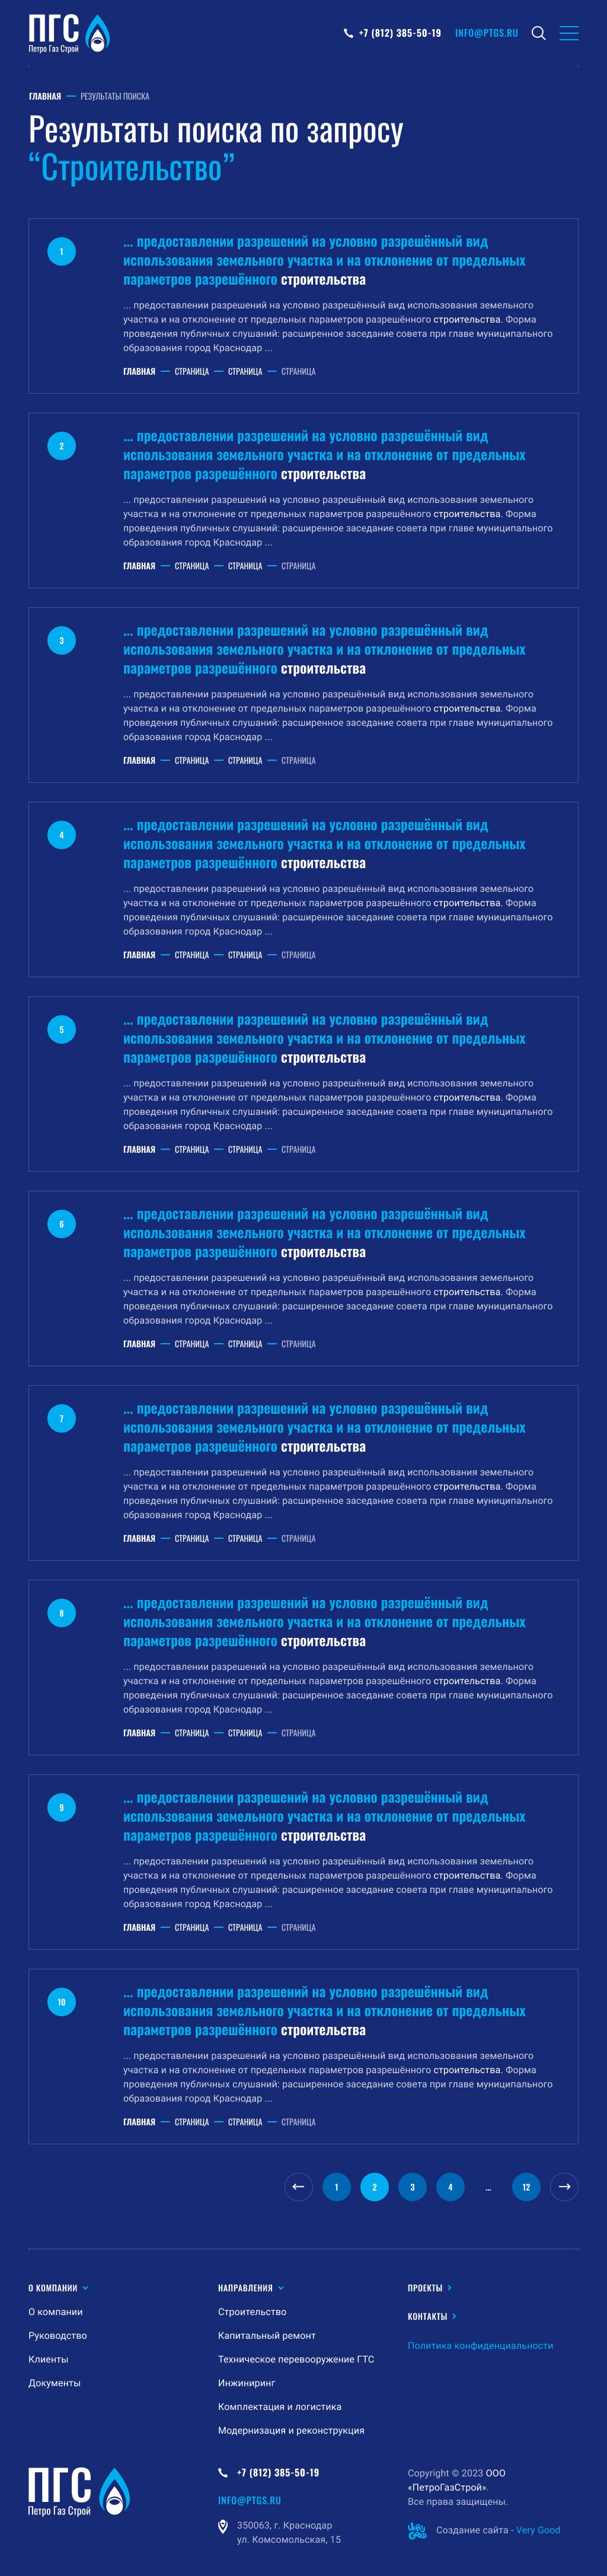 ПГС
Петро Газ Строй
+7 (812) 385-50-19
INFO@PTGS.RU
ГЛАВНАЯ — РЕЗУЛЬТАТЫ ПОИСКА
Результаты поиска по запросу
“Строительство”
1
... предоставлении разрешений на условно разрешённый вид
использования земельного участка и на отклонение от предельных
параметров разрешённого строительства
... предоставлении разрешений на условно разрешённый вид использования земельного
участка и на отклонение от предельных параметров разрешённого строительства. Форма
проведения публичных слушаний: расширенное заседание совета при главе муниципального
образования город Краснодар ...
ГЛАВНАЯ — СТРАНИЦА — СТРАНИЦА — СТРАНИЦА
2
... предоставлении разрешений на условно разрешённый вид
использования земельного участка и на отклонение от предельных
параметров разрешённого строительства
... предоставлении разрешений на условно разрешённый вид использования земельного
участка и на отклонение от предельных параметров разрешённого строительства. Форма
проведения публичных слушаний: расширенное заседание совета при главе муниципального
образования город Краснодар ...
ГЛАВНАЯ — СТРАНИЦА — СТРАНИЦА — СТРАНИЦА
3
... предоставлении разрешений на условно разрешённый вид
использования земельного участка и на отклонение от предельных
параметров разрешённого строительства
... предоставлении разрешений на условно разрешённый вид использования земельного
участка и на отклонение от предельных параметров разрешённого строительства. Форма
проведения публичных слушаний: расширенное заседание совета при главе муниципального
образования город Краснодар ...
ГЛАВНАЯ — СТРАНИЦА — СТРАНИЦА — СТРАНИЦА
4
... предоставлении разрешений на условно разрешённый вид
использования земельного участка и на отклонение от предельных
параметров разрешённого строительства
... предоставлении разрешений на условно разрешённый вид использования земельного
участка и на отклонение от предельных параметров разрешённого строительства. Форма
проведения публичных слушаний: расширенное заседание совета при главе муниципального
образования город Краснодар ...
ГЛАВНАЯ — СТРАНИЦА — СТРАНИЦА — СТРАНИЦА
5
... предоставлении разрешений на условно разрешённый вид
использования земельного участка и на отклонение от предельных
параметров разрешённого строительства
... предоставлении разрешений на условно разрешённый вид использования земельного
участка и на отклонение от предельных параметров разрешённого строительства. Форма
проведения публичных слушаний: расширенное заседание совета при главе муниципального
образования город Краснодар ...
ГЛАВНАЯ — СТРАНИЦА — СТРАНИЦА — СТРАНИЦА
6
... предоставлении разрешений на условно разрешённый вид
использования земельного участка и на отклонение от предельных
параметров разрешённого строительства
... предоставлении разрешений на условно разрешённый вид использования земельного
участка и на отклонение от предельных параметров разрешённого строительства. Форма
проведения публичных слушаний: расширенное заседание совета при главе муниципального
образования город Краснодар ...
ГЛАВНАЯ — СТРАНИЦА — СТРАНИЦА — СТРАНИЦА
7
... предоставлении разрешений на условно разрешённый вид
использования земельного участка и на отклонение от предельных
параметров разрешённого строительства
... предоставлении разрешений на условно разрешённый вид использования земельного
участка и на отклонение от предельных параметров разрешённого строительства. Форма
проведения публичных слушаний: расширенное заседание совета при главе муниципального
образования город Краснодар ...
ГЛАВНАЯ — СТРАНИЦА — СТРАНИЦА — СТРАНИЦА
8
... предоставлении разрешений на условно разрешённый вид
использования земельного участка и на отклонение от предельных
параметров разрешённого строительства
... предоставлении разрешений на условно разрешённый вид использования земельного
участка и на отклонение от предельных параметров разрешённого строительства. Форма
проведения публичных слушаний: расширенное заседание совета при главе муниципального
образования город Краснодар ...
ГЛАВНАЯ — СТРАНИЦА — СТРАНИЦА — СТРАНИЦА
9
... предоставлении разрешений на условно разрешённый вид
использования земельного участка и на отклонение от предельных
параметров разрешённого строительства
... предоставлении разрешений на условно разрешённый вид использования земельного
участка и на отклонение от предельных параметров разрешённого строительства. Форма
проведения публичных слушаний: расширенное заседание совета при главе муниципального
образования город Краснодар ...
ГЛАВНАЯ — СТРАНИЦА — СТРАНИЦА — СТРАНИЦА
10
... предоставлении разрешений на условно разрешённый вид
использования земельного участка и на отклонение от предельных
параметров разрешённого строительства
... предоставлении разрешений на условно разрешённый вид использования земельного
участка и на отклонение от предельных параметров разрешённого строительства. Форма
проведения публичных слушаний: расширенное заседание совета при главе муниципального
образования город Краснодар ...
ГЛАВНАЯ — СТРАНИЦА — СТРАНИЦА — СТРАНИЦА
1 2 3 4 ... 12
О КОМПАНИИ
О компании
Руководство
Клиенты
Документы
НАПРАВЛЕНИЯ
Строительство
Капитальный ремонт
Техническое перевооружение ГТС
Инжиниринг
Комплектация и логистика
Модернизация и реконструкция
ПРОЕКТЫ
КОНТАКТЫ
Политика конфиденциальности
ПГС
Петро Газ Строй
+7 (812) 385-50-19
INFO@PTGS.RU
350063, г. Краснодар
ул. Комсомольская, 15
Copyright © 2023 ООО
«ПетроГазСтрой».
Все права защищены.
Very Good
Создание сайта - Very Good